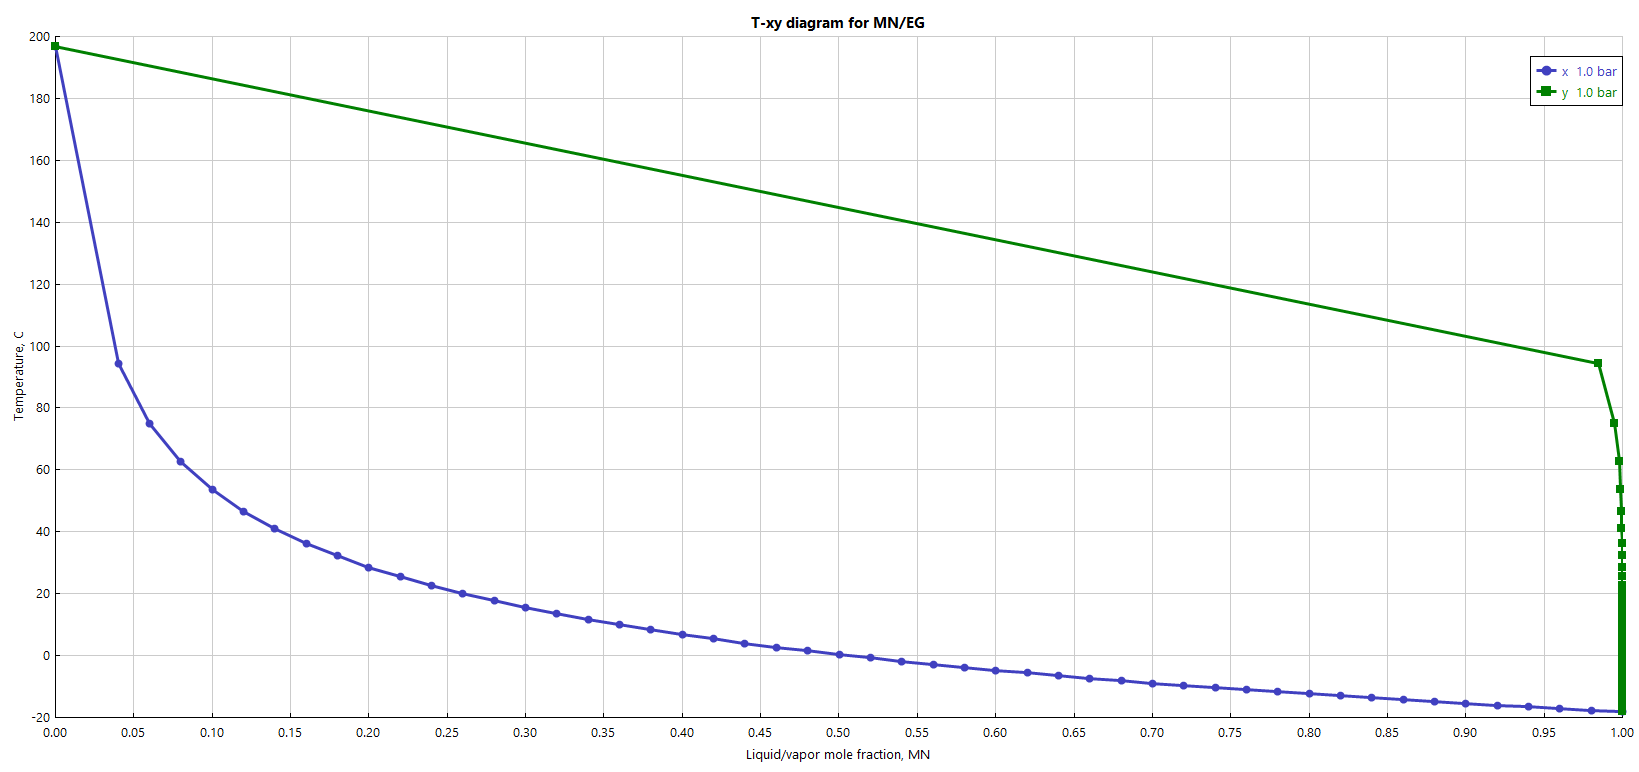 T-xy diagram for MN/EG
200
180
160
140
120
100
80
60
40
20
0
-20
Temperature, C
x 1.0 bar
y 1.0 bar
0.00 0.05 0.10 0.15 0.20 0.25 0.30 0.35 0.40 0.45 0.50 0.55 0.60 0.65 0.70 0.75 0.80 0.85 0.90 0.95 1.00
Liquid/vapor mole fraction, MN